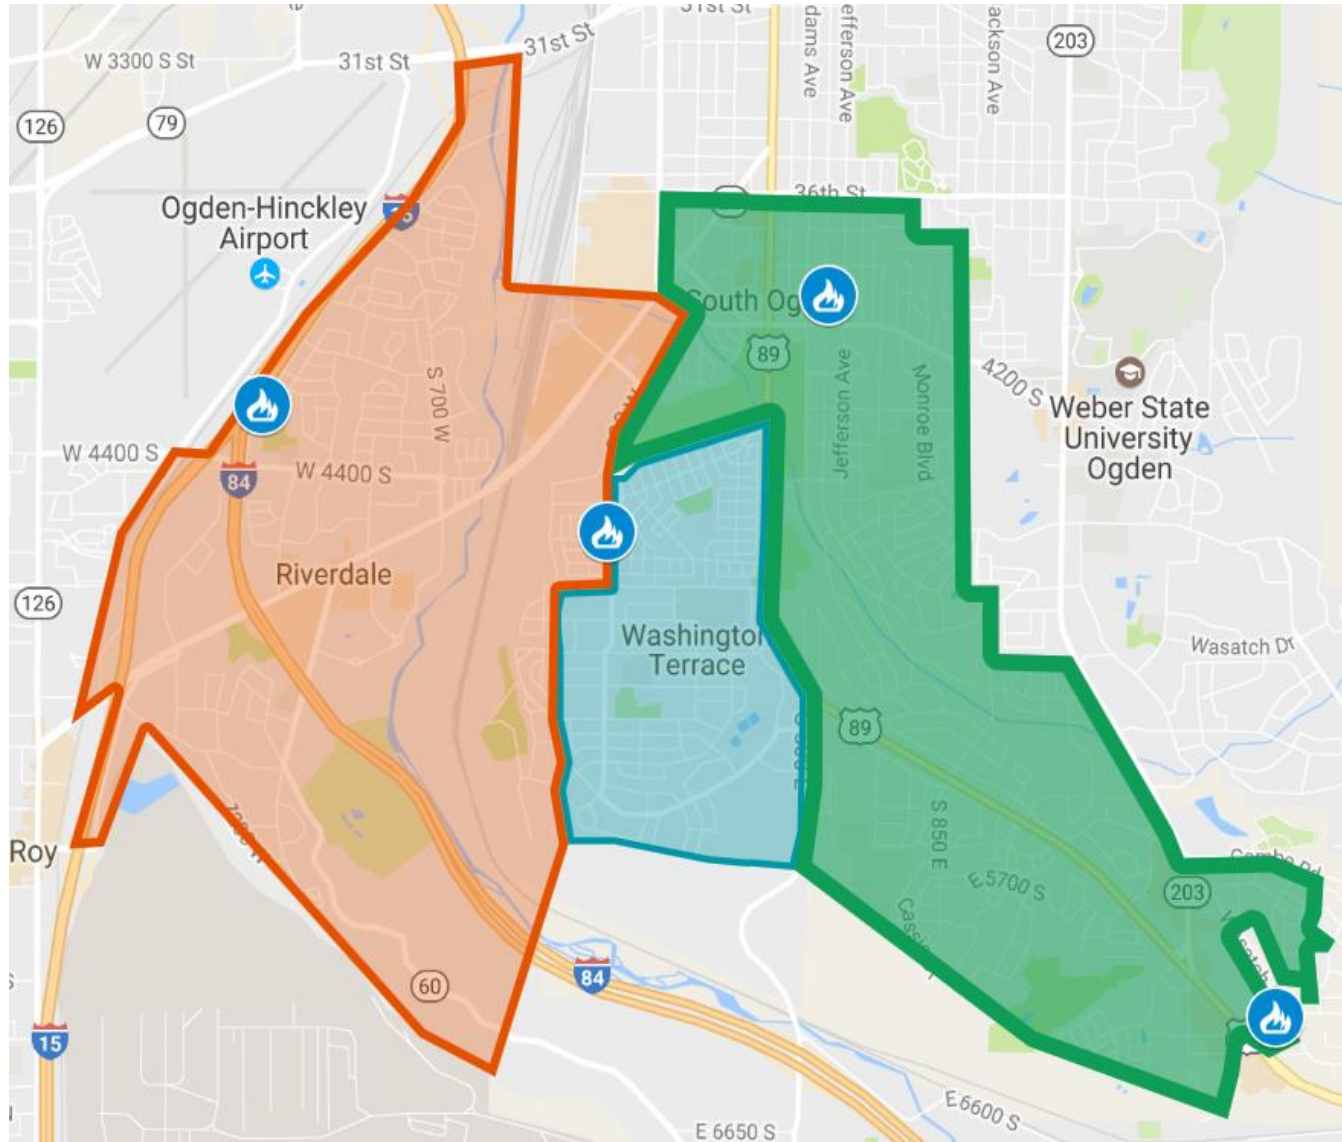 51st St
31st St
W 3300 S St
31st St
203
126
79
36th St
Ogden-Hinckley
Airport
South Og
89
S 700 W
Jefferson Ave
Monroe Blvd
4200 S
Weber State
University
Ogden
W 4400 S
84
W 4400 S
Riverdale
126
Washington
Terrace
Wasatch Dr
89
Roy
S 850 E
E 5700 S
203
60
84
15
E 6600 S
E 6650 S